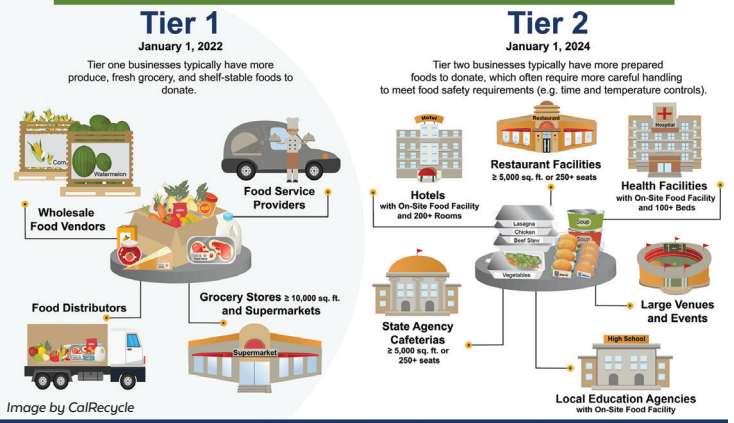 Tier 1
January 1, 2022
Tier one businesses typically have more
produce, fresh grocery, and shelf-stable foods to
donate.
Corn
Watermelon
Wholesale
Food Vendors
Food Service
Providers
Food Distributors
Grocery Stores ≥ 10,000 sq. ft.
and Supermarkets
Supermarket
Image by CalRecycle
Tier 2
January 1, 2024
Tier two businesses typically have more prepared
foods to donate, which often require more careful handling
to meet food safety requirements (e.g. time and temperature controls).
Hotel
Hotels
with On-Site Food Facility
and 200+ Rooms
Restaurant
Restaurant Facilities
≥ 5,000 sq. ft. or 250+ seats
Hospital
Health Facilities
with On-Site Food Facility
and 100+ Beds
Lasagna
Chicken
Beef Stew
Vegetables
Soup
Soup
State Agency
Cafeterias
≥ 5,000 sq. ft. or
250+ seats
Large Venues
and Events
High School
Local Education Agencies
with On-Site Food Facility